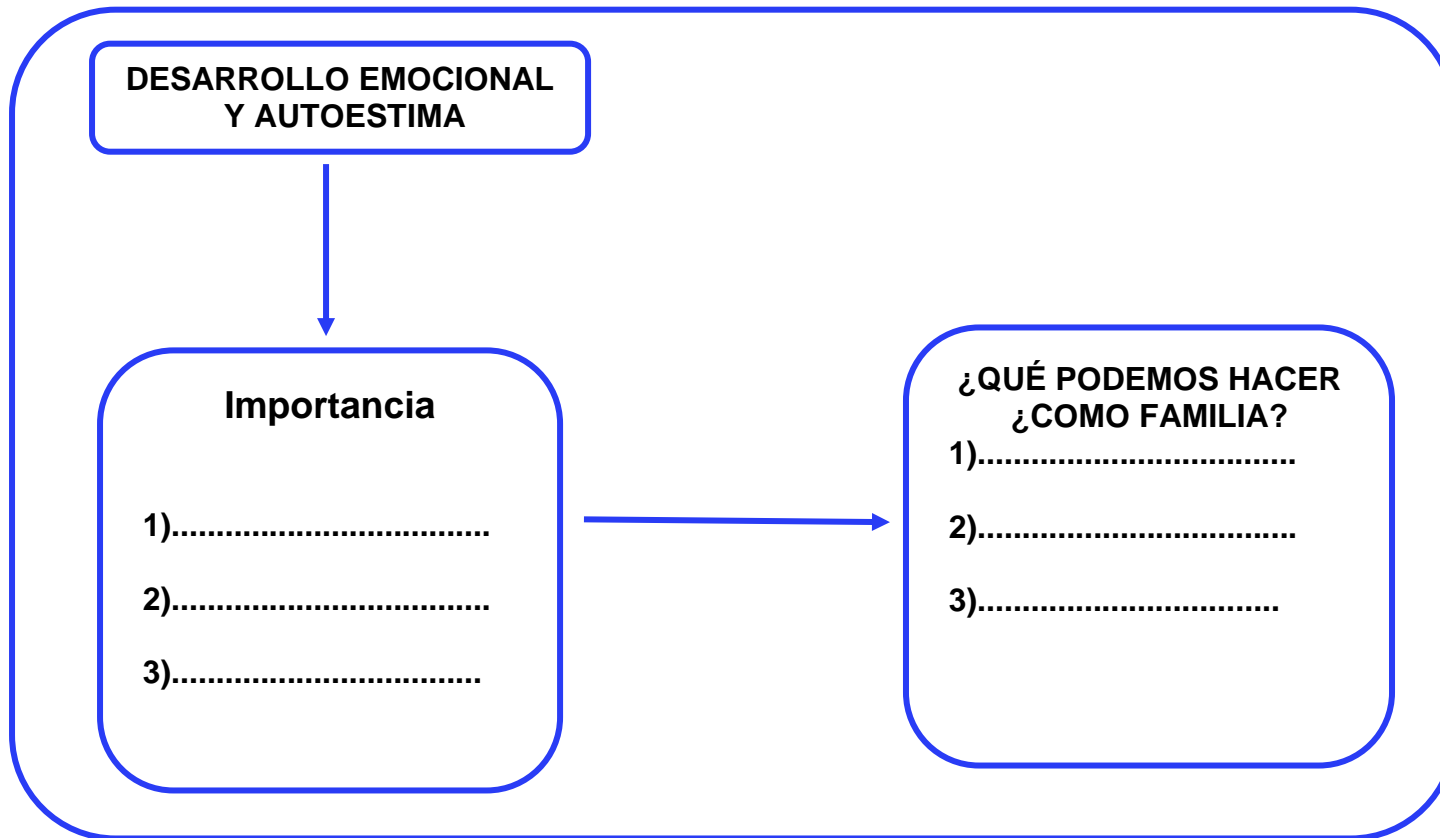 DESARROLLO EMOCIONAL
Y AUTOESTIMA
Importancia
1)....................................
2)....................................
3)...................................
¿QUÉ PODEMOS HACER
¿COMO FAMILIA?
1)....................................
2)....................................
3)..................................